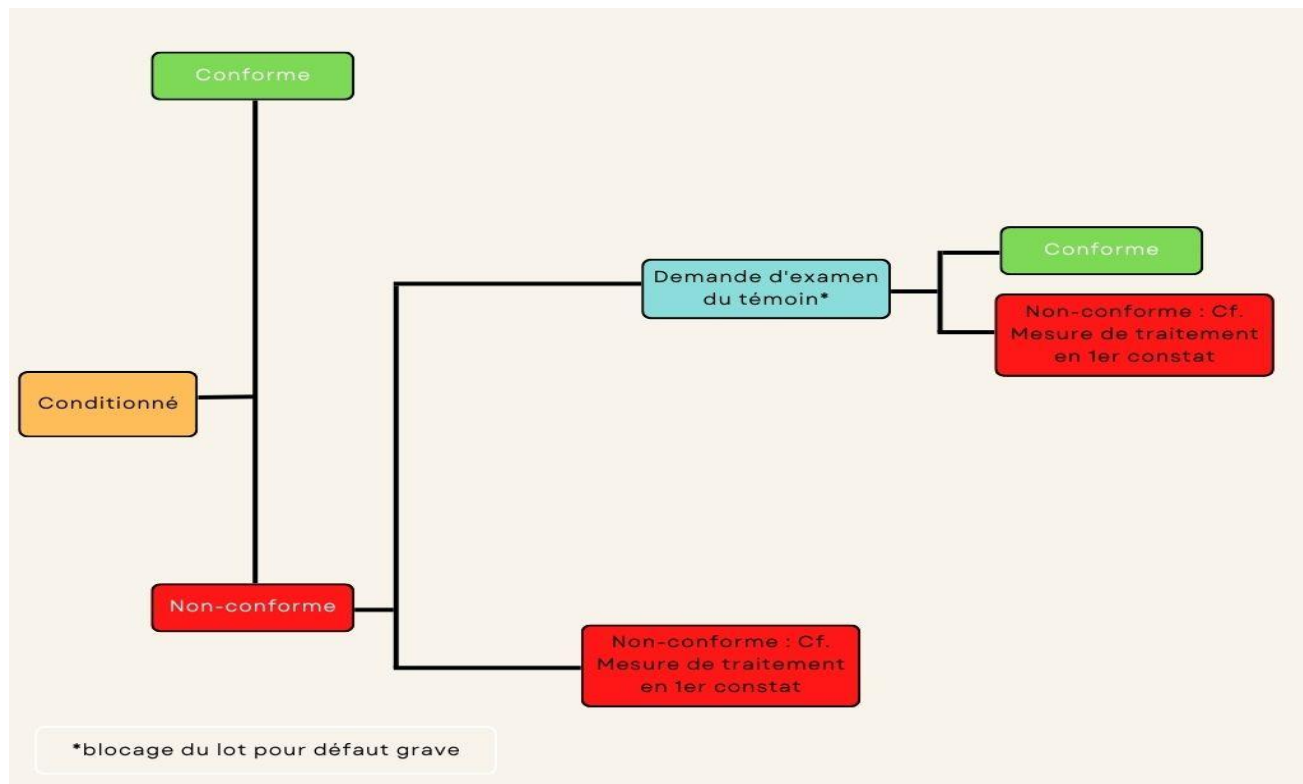 Conforme
Demande d'examen
du témoin*
Conforme
Non-conforme : Cf.
Mesure de traitement
en 1er constat
Conditionné
Non-conforme
Non-conforme : Cf.
Mesure de traitement
en 1er constat
*blocage du lot pour défaut grave